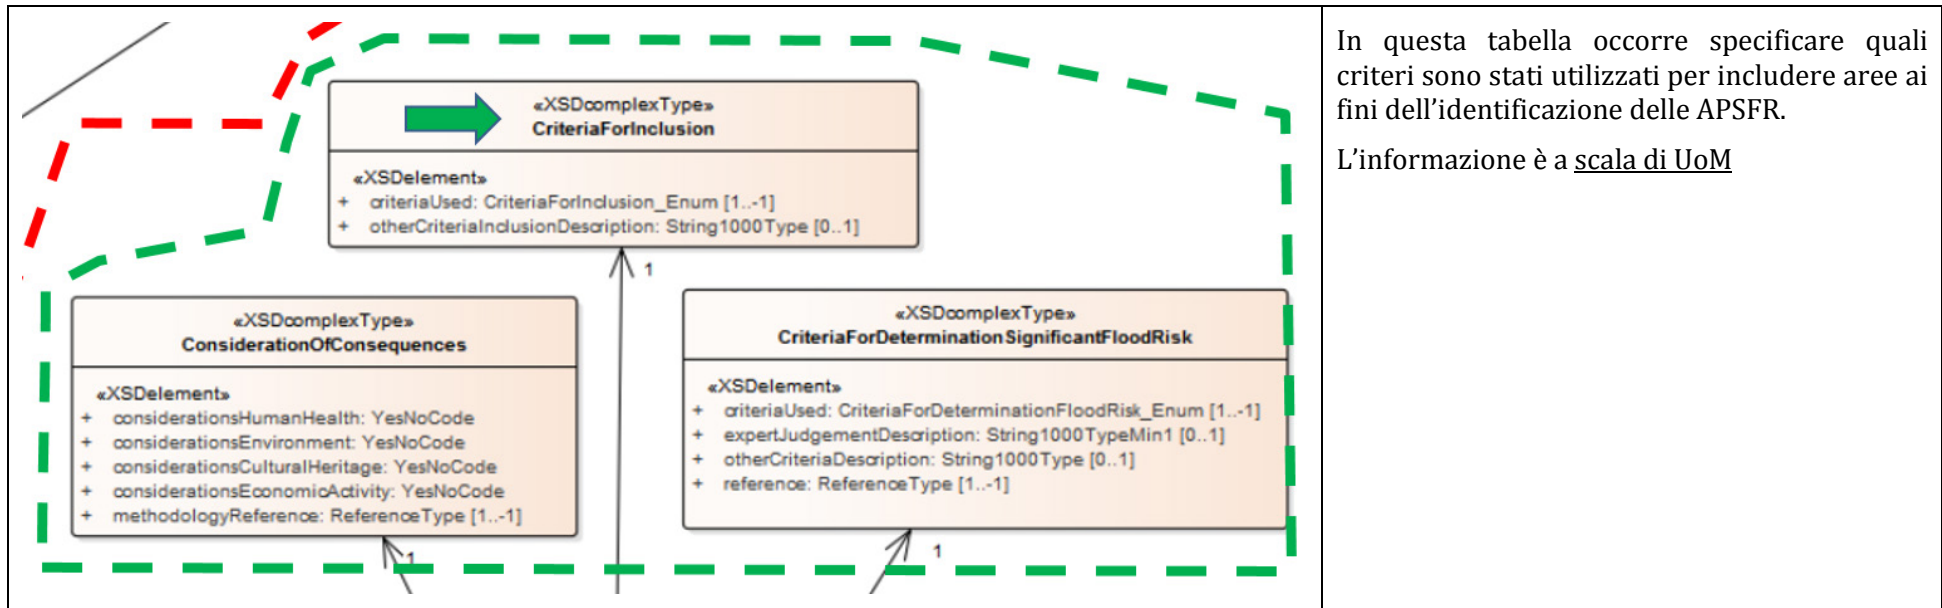 «XSDcomplexType»
CriteriaForInclusion
«XSDelement»
+ criteriaUsed: CriteriaForInclusion_Enum [1..-1]
+ otherCriteriaInclusionDescription: String1000Type [0..1]
1
«XSDcomplexType»
ConsiderationOfConsequences
«XSDelement»
+ considerationsHumanHealth: YesNoCode
+ considerationsEnvironment: YesNoCode
+ considerationsCulturalHeritage: YesNoCode
+ considerationsEconomicActivity: YesNoCode
+ methodologyReference: ReferenceType [1..-1]
1
«XSDcomplexType»
CriteriaForDeterminationSignificantFloodRisk
«XSDelement»
+ criteriaUsed: CriteriaForDeterminationFloodRisk_Enum [1..-1]
+ expertJudgementDescription: String1000TypeMin1 [0..1]
+ otherCriteriaDescription: String1000Type [0..1]
+ reference: ReferenceType [1..-1]
1
In questa tabella occorre specificare quali
criteri sono stati utilizzati per includere aree ai
fini dell’identificazione delle APSFR.
L’informazione è a scala di UoM